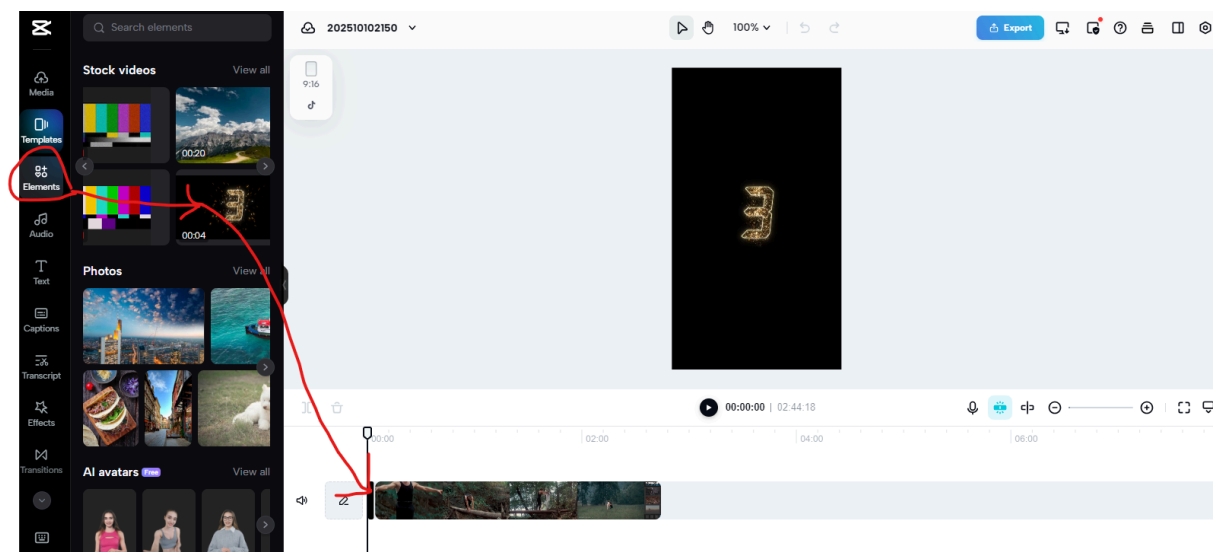 Search elements
202510102150
100%
Export
Media
Templates
Elements
Audio
Text
Captions
Transcript
Effects
Transitions
Stock videos
View all
00:20
00:04
Photos
View all
AI avatars Free
View all
9:16
3
00:00:00 | 02:44:18
00:00
02:00
04:00
06:00